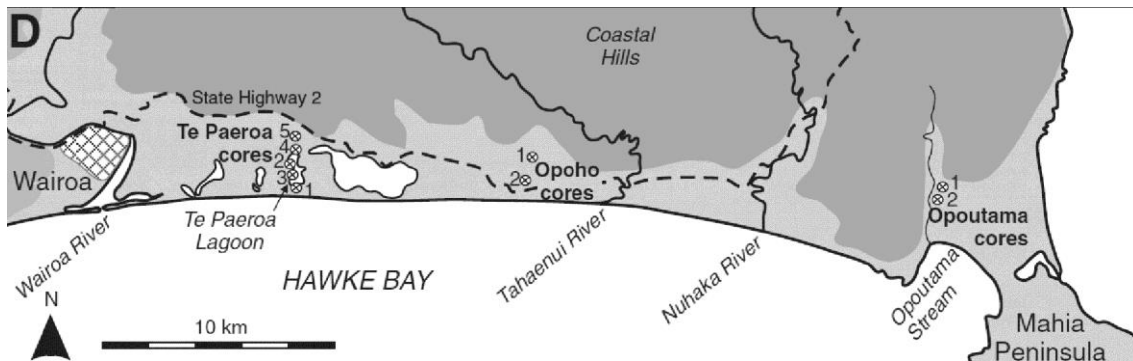 D
Coastal
Hills
State Highway 2
Te Paeroa
cores
5
4
2
3
1
Wairoa
Te Paeroa
Lagoon
1
2
Opoho
cores
1
2
Opoutama
cores
Wairoa River
HAWKE BAY
Tahaenui River
Nuhaka River
Opoutama
Stream
Mahia
Peninsula
N
10 km